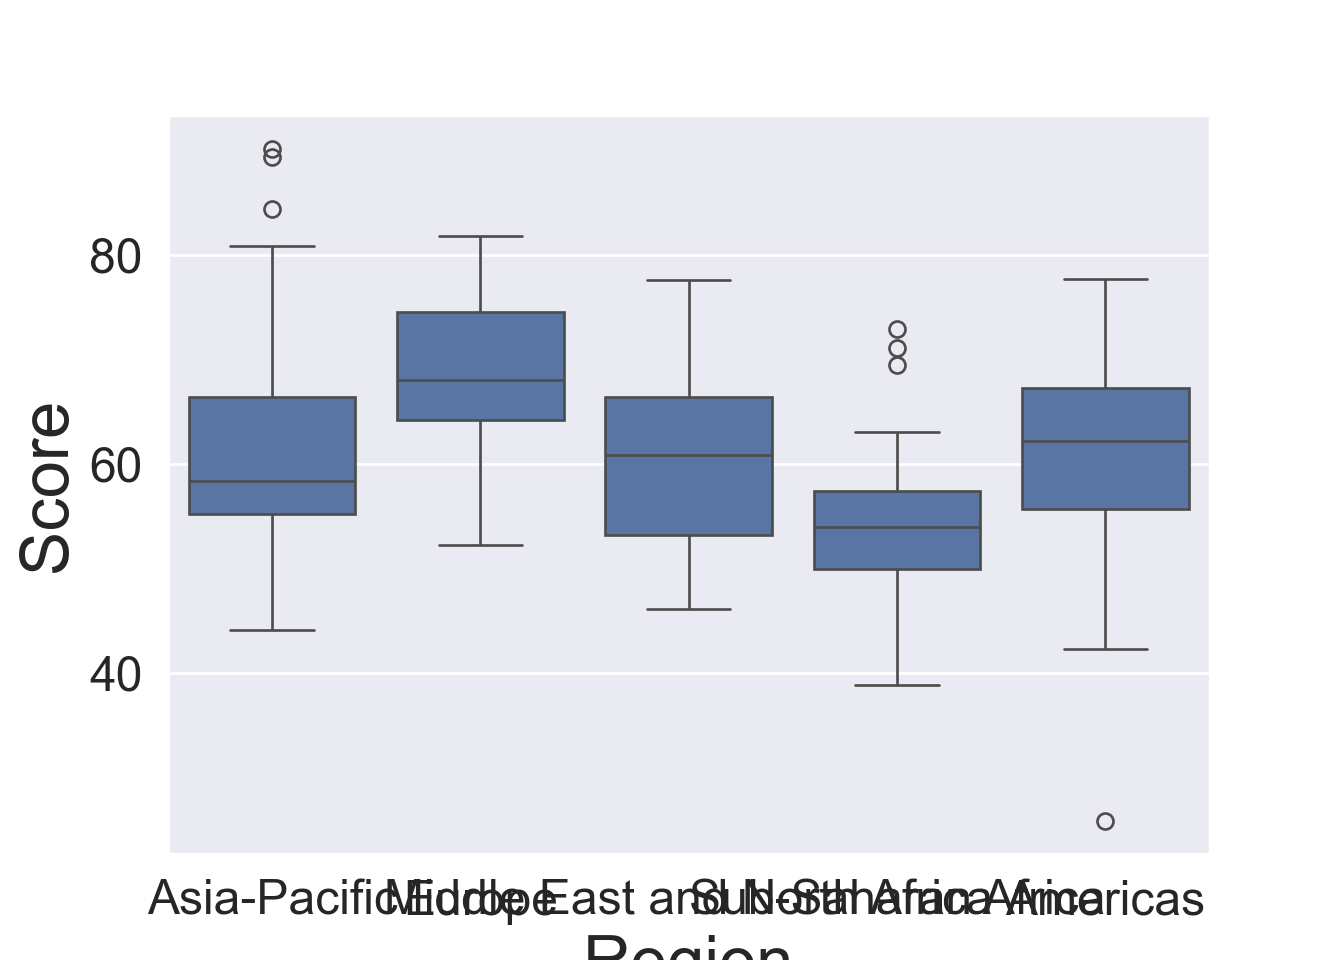 80
60
40
Score
Asia-Pacific Europe Middle East and North Africa Sub-Saharan Africa Americas
Region